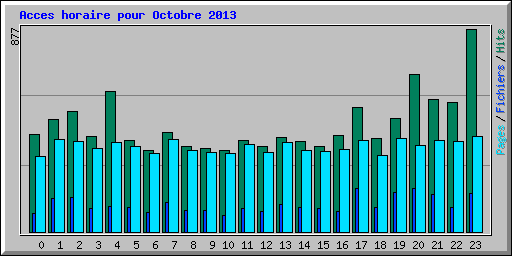 Acces horaire pour Octobre 2013
877
Pages / Fichiers / Hits
0 1 2 3 4 5 6 7 8 9 10 11 12 13 14 15 16 17 18 19 20 21 22 23